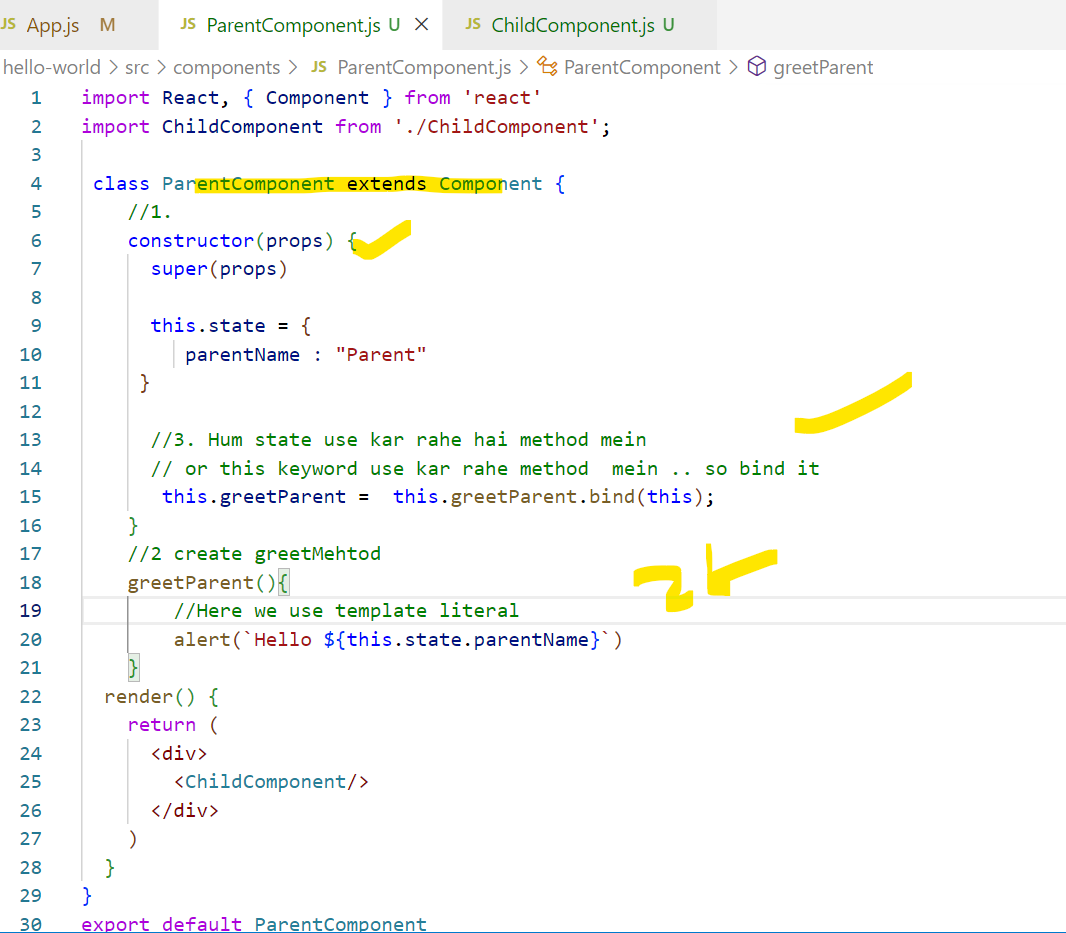 JS App.js M JS ParentComponent.js U × JS ChildComponent.js U
hello-world > src > components > JS ParentComponent.js > ParentComponent > greetParent
1 import React, { Component } from 'react'
2 import ChildComponent from './ChildComponent';
3
4 class ParentComponent extends Component {
5 //1.
6 constructor(props) {
7 super(props)
8
9 this.state = {
10 parentName : "Parent"
11 }
12
13 //3. Hum state use kar rahe hai method mein
14 // or this keyword use kar rahe method  mein .. so bind it
15 this.greetParent =  this.greetParent.bind(this);
16 }
17 //2 create greetMehtod
18 greetParent(){
19 //Here we use template literal
20 alert(`Hello ${this.state.parentName}`)
21 }
22 render() {
23 return (
24 <div>
25 <ChildComponent/>
26 </div>
27 )
28 }
29 }
30 export default ParentComponent